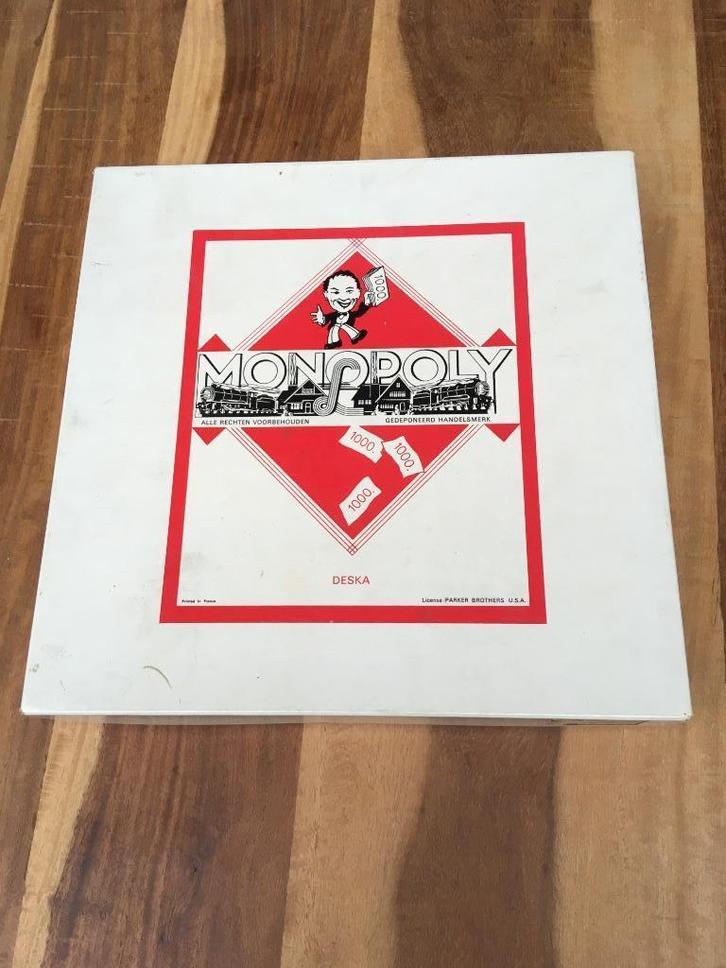 1000.
MONOPOLY
ALLE RECHTEN VOORBEHOUDEN
GEDEPONEERD HANDELSMERK
1000.
1000.
1000.
DESKA
Printed in France
License PARKER BROTHERS U.S.A.